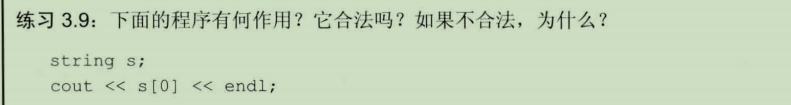 练习 3.9：下面的程序有何作用？它合法吗？如果不合法，为什么？
string s;
cout << s[0] << endl;